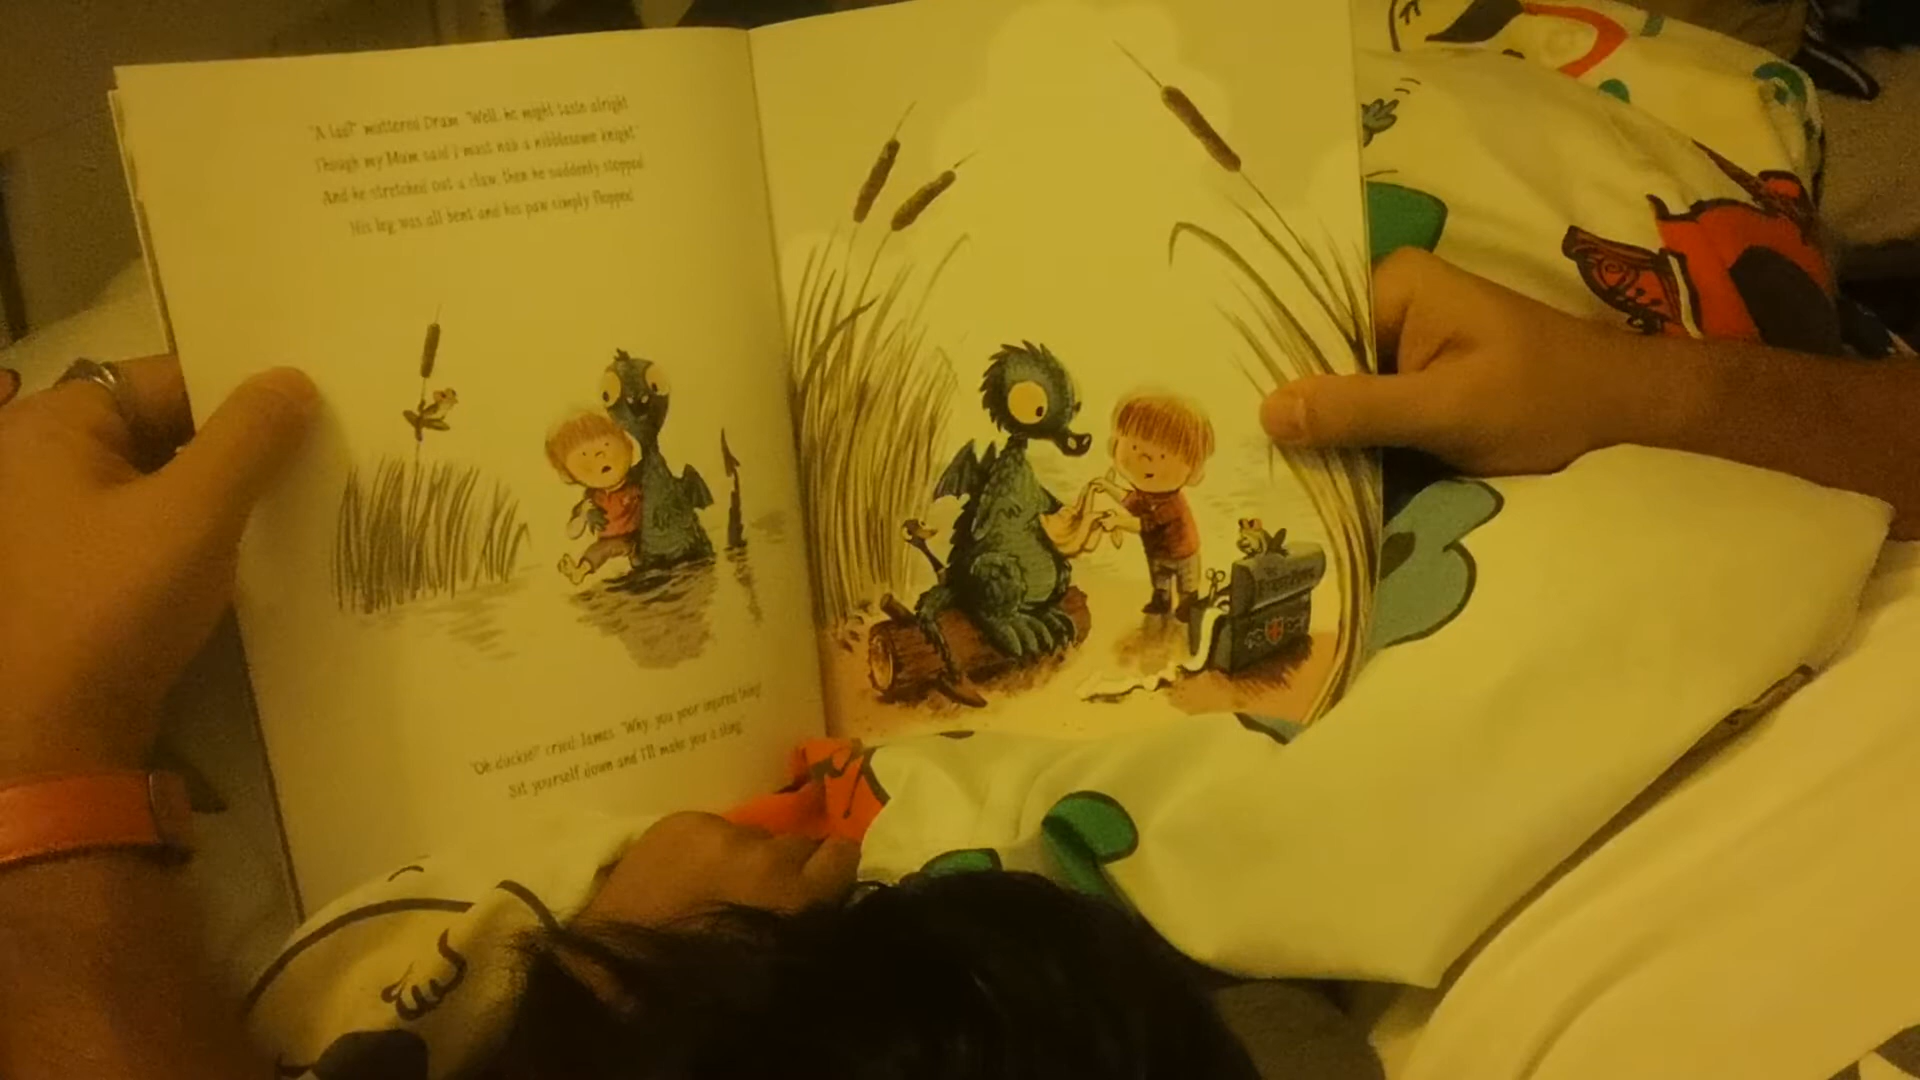 "A lad?" muttered Dram. "Well, he might taste alright
Though my Mum said I must nab a nibblesome knight."
And he stretched out a claw, then he suddenly stopped.
His leg was all bent and his paw simply flopped.
"Oh duckie!" cried James. "Why, you poor injured thing!
Sit yourself down and I'll make you a sling."